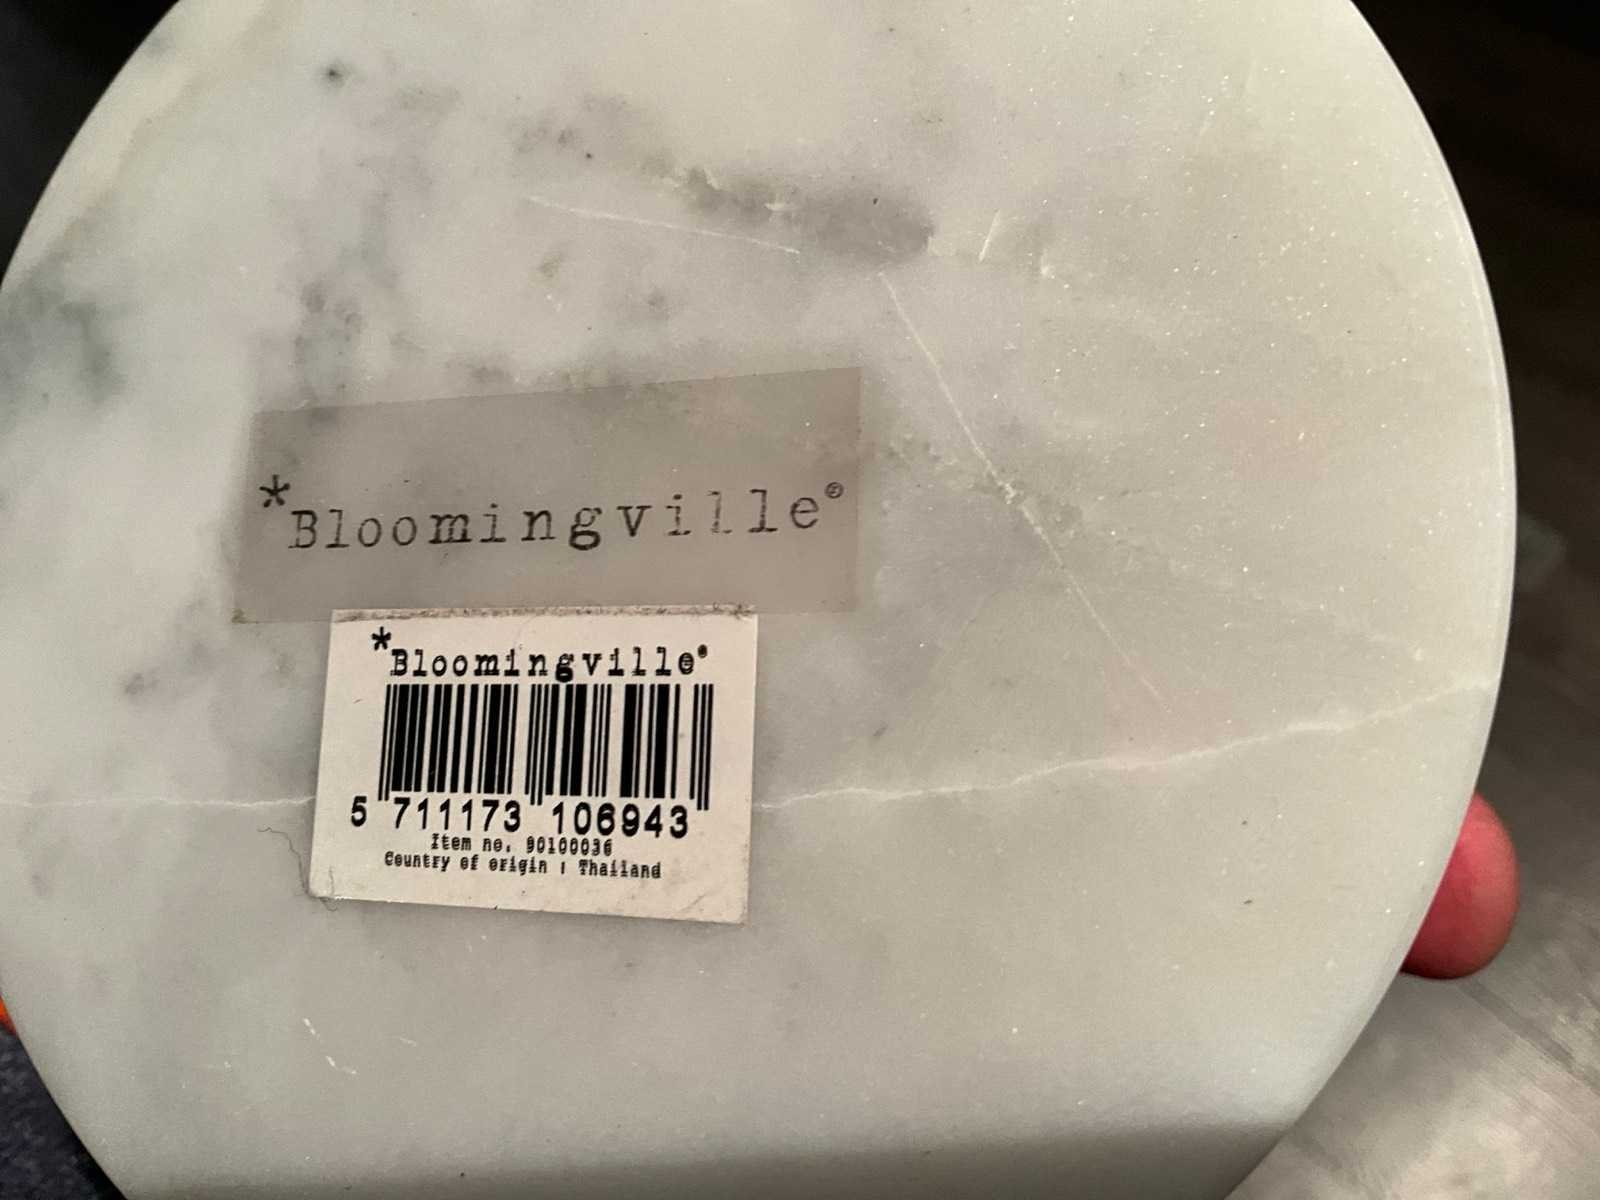 *Bloomingville®
*Bloomingville®
5 711173 106943
Item no. 90100036
Country of origin : Thailand